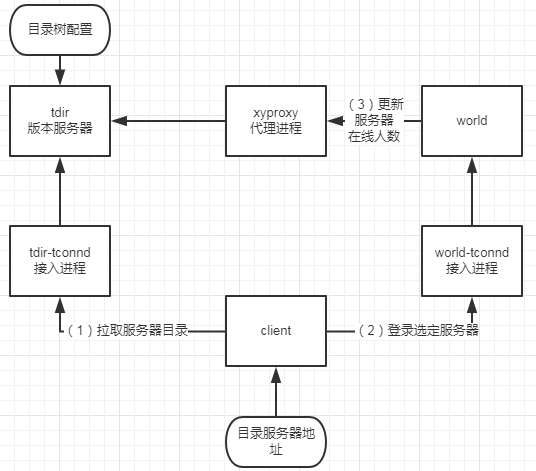 目录树配置
tdir
版本服务器
xyproxy
代理进程
（3）更新
服务器
在线人数
world
tdir-tconnd
接入进程
world-tconnd
接入进程
（1）拉取服务器目录
client
（2）登录选定服务器
目录服务器地
址